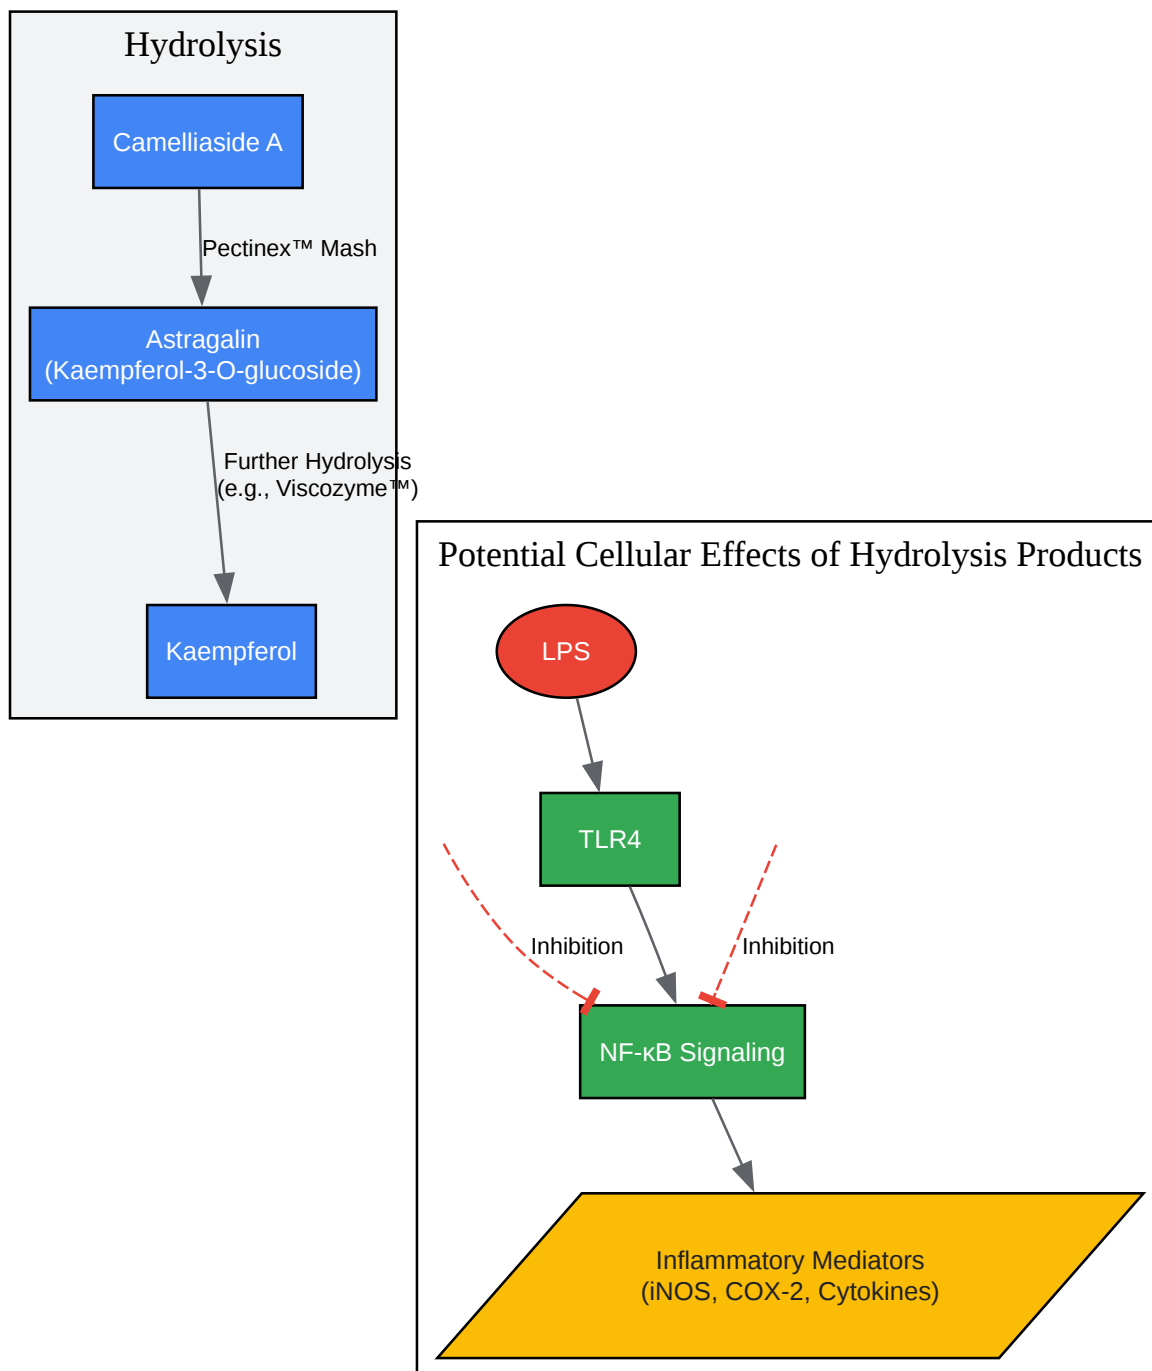 Hydrolysis
Camelliaside A
Pectinex™ Mash
Astragalin
(Kaempferol-3-O-glucoside)
Further Hydrolysis
(e.g., Viscozyme™)
Kaempferol
Potential Cellular Effects of Hydrolysis Products
LPS
TLR4
Inhibition
Inhibition
NF-κB Signaling
Inflammatory Mediators
(iNOS, COX-2, Cytokines)